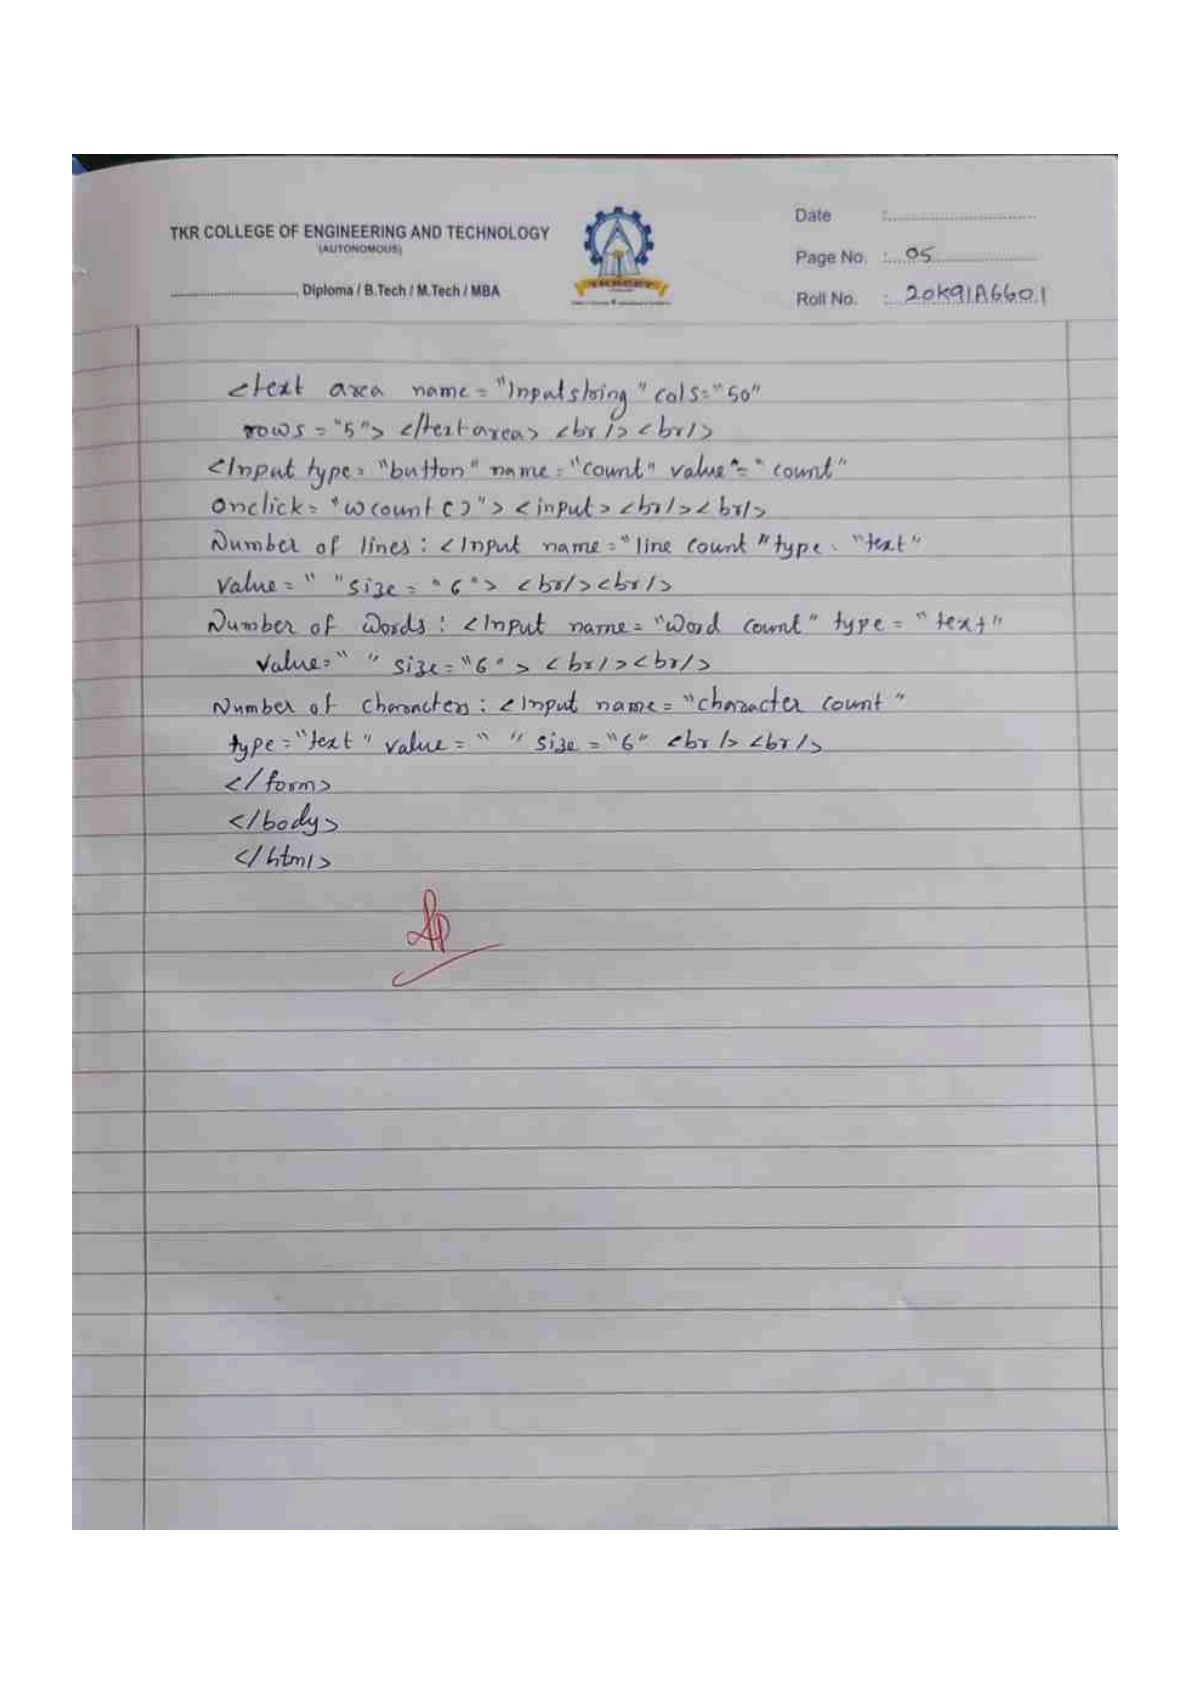 TKR COLLEGE OF ENGINEERING AND TECHNOLOGY
(AUTONOMOUS)
Diploma / B.Tech / M.Tech / MBA
TKRCET
Date :
Page No. : 05
Roll No. : 20K91A6601
<text area name="Inputstring" cols="50"
rows="5"> </textarea> <br/> <br/>
<Input type="button" name="count" value"="count"
onclick="wcount()"> <input> <br/> <br/>
Number of lines : <Input name="line count" type="text"
value=" " size="6"> <br/><br/>
Number of words : <Input name="word count" type="text"
value=" " size="6"> <br/><br/>
Number of characters : <Input name="character count"
type="text" value=" " size="6" <br/> <br/>
</form>
</body>
</html>